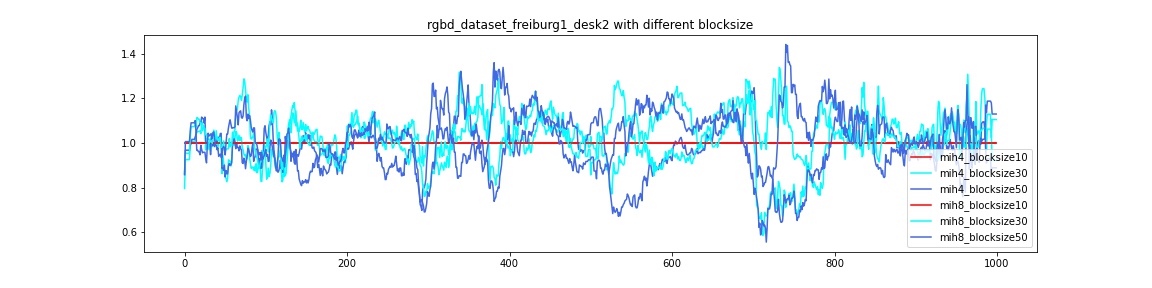 rgbd_dataset_freiburg1_desk2 with different blocksize
1.4
1.2
1.0
0.8
0.6
0 200 400 600 800 1000
mih4_blocksize10
mih4_blocksize30
mih4_blocksize50
mih8_blocksize10
mih8_blocksize30
mih8_blocksize50